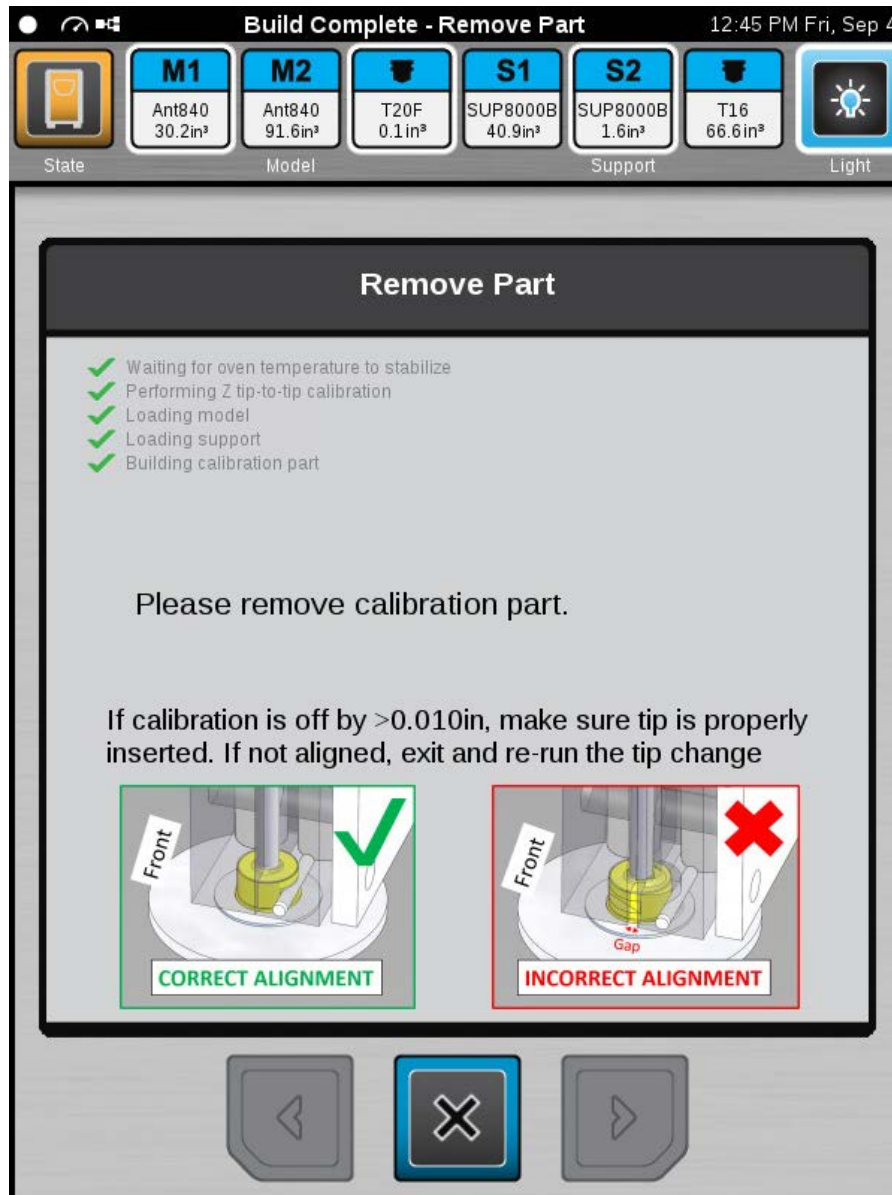 Build Complete - Remove Part
12:45 PM Fri, Sep 4
M1
Ant840
30.2in³
M2
Ant840
91.6in³
T20F
0.1in³
S1
SUP8000B
40.9in³
S2
SUP8000B
1.6in³
T16
66.6in³
State
Model
Support
Light
Remove Part
Waiting for oven temperature to stabilize
Performing Z tip-to-tip calibration
Loading model
Loading support
Building calibration part
Please remove calibration part.
If calibration is off by >0.010in, make sure tip is properly
inserted. If not aligned, exit and re-run the tip change
Front
CORRECT ALIGNMENT
Front
Gap
INCORRECT ALIGNMENT